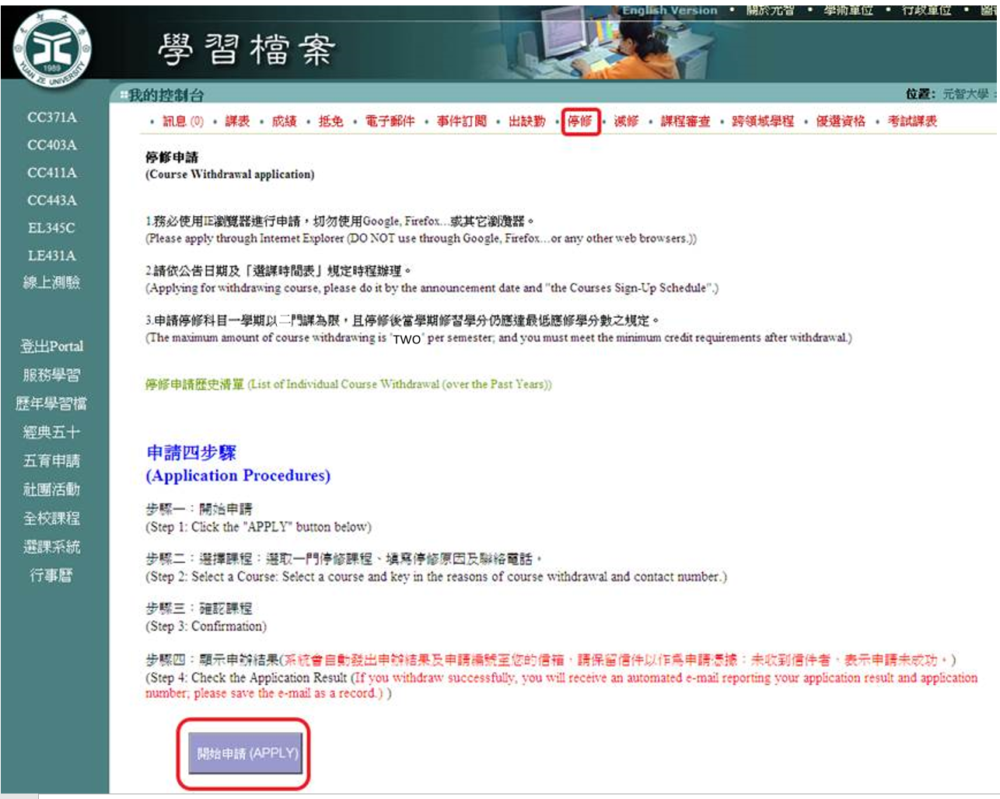 English Version • 關於元智 • 學術單位 • 行政單位 •
元智大學
1989
YUAN ZE UNIVERSITY
學習檔案
我的控制台
位置：元智大學
• 訊息 (0) • 課表 • 成績 • 抵免 • 電子郵件 • 事件訂閱 • 出缺勤 • 停修 • 減修 • 課程審查 • 跨領域學程 • 優選資格 • 考試課表
CC371A
CC403A
CC411A
CC443A
EL345C
LE431A
線上測驗
登出Portal
服務學習
歷年學習檔
經典五十
五育申請
社團活動
全校課程
選課系統
行事曆
停修申請
(Course Withdrawal application)
1.務必使用IE瀏覽器進行申請，切勿使用Google, Firefox...或其它瀏覽器。
(Please apply through Internet Explorer (DO NOT use through Google, Firefox...or any other web browsers.))
2.請依公告日期及「選課時間表」規定時程辦理。
(Applying for withdrawing course, please do it by the announcement date and "the Courses Sign-Up Schedule".)
3.申請停修科目一學期以二門課為限，且停修後當學期修習學分仍應達最低應修學分數之規定。
(The maximum amount of course withdrawing is "TWO" per semester; and you must meet the minimum credit requirements after withdrawal.)
停修申請歷史清單 (List of Individual Course Withdrawal (over the Past Years))
申請四步驟
(Application Procedures)
步驟一：開始申請
(Step 1: Click the "APPLY" button below)
步驟二：選擇課程：選取一門停修課程、填寫停修原因及聯絡電話。
(Step 2: Select a Course: Select a course and key in the reasons of course withdrawal and contact number.)
步驟三：確認課程
(Step 3: Confirmation)
步驟四：顯示申辦結果(系統會自動發出申辦結果及申請編號至您的信箱，請保留信件以作為申請憑據；未收到信件者，表示申請未成功。)
(Step 4: Check the Application Result (If you withdraw successfully, you will receive an automated e-mail reporting your application result and application
number; please save the e-mail as a record.) )
開始申請 (APPLY)